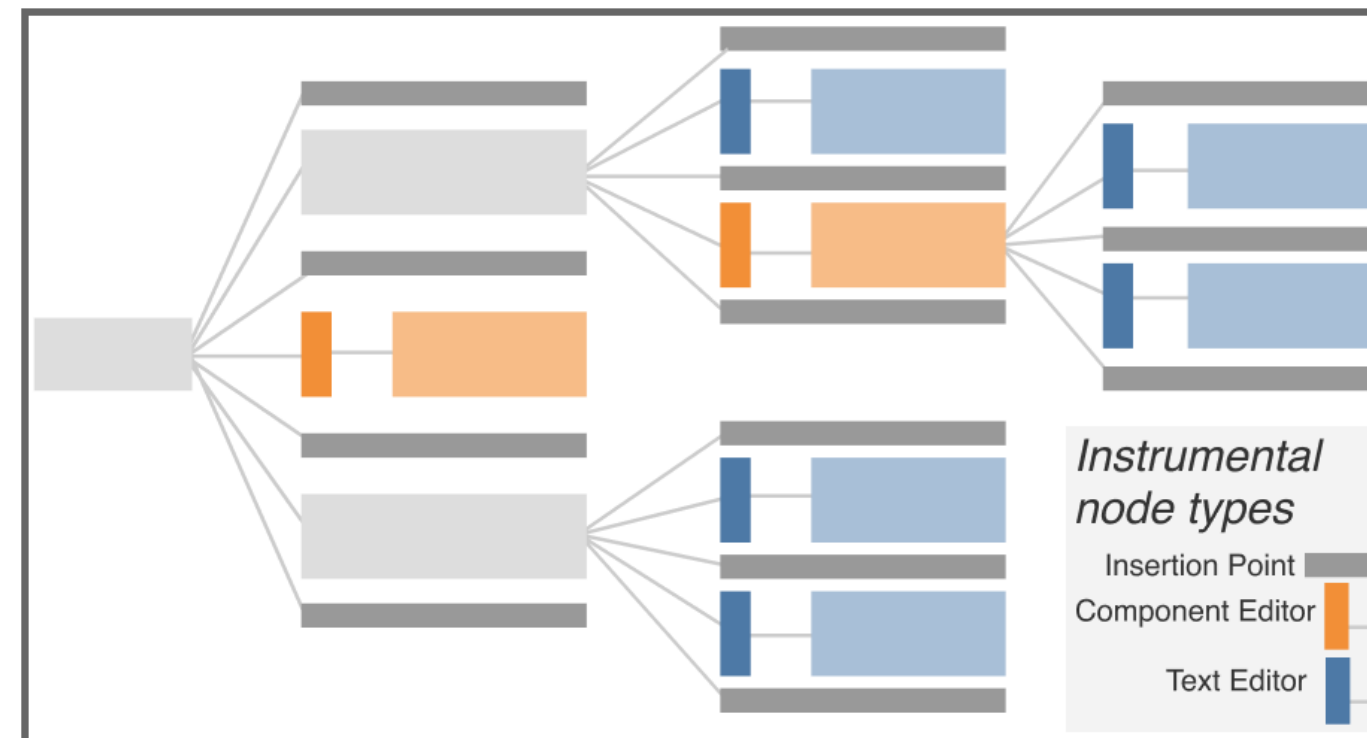 Instrumental
node types
Insertion Point
Component Editor
Text Editor